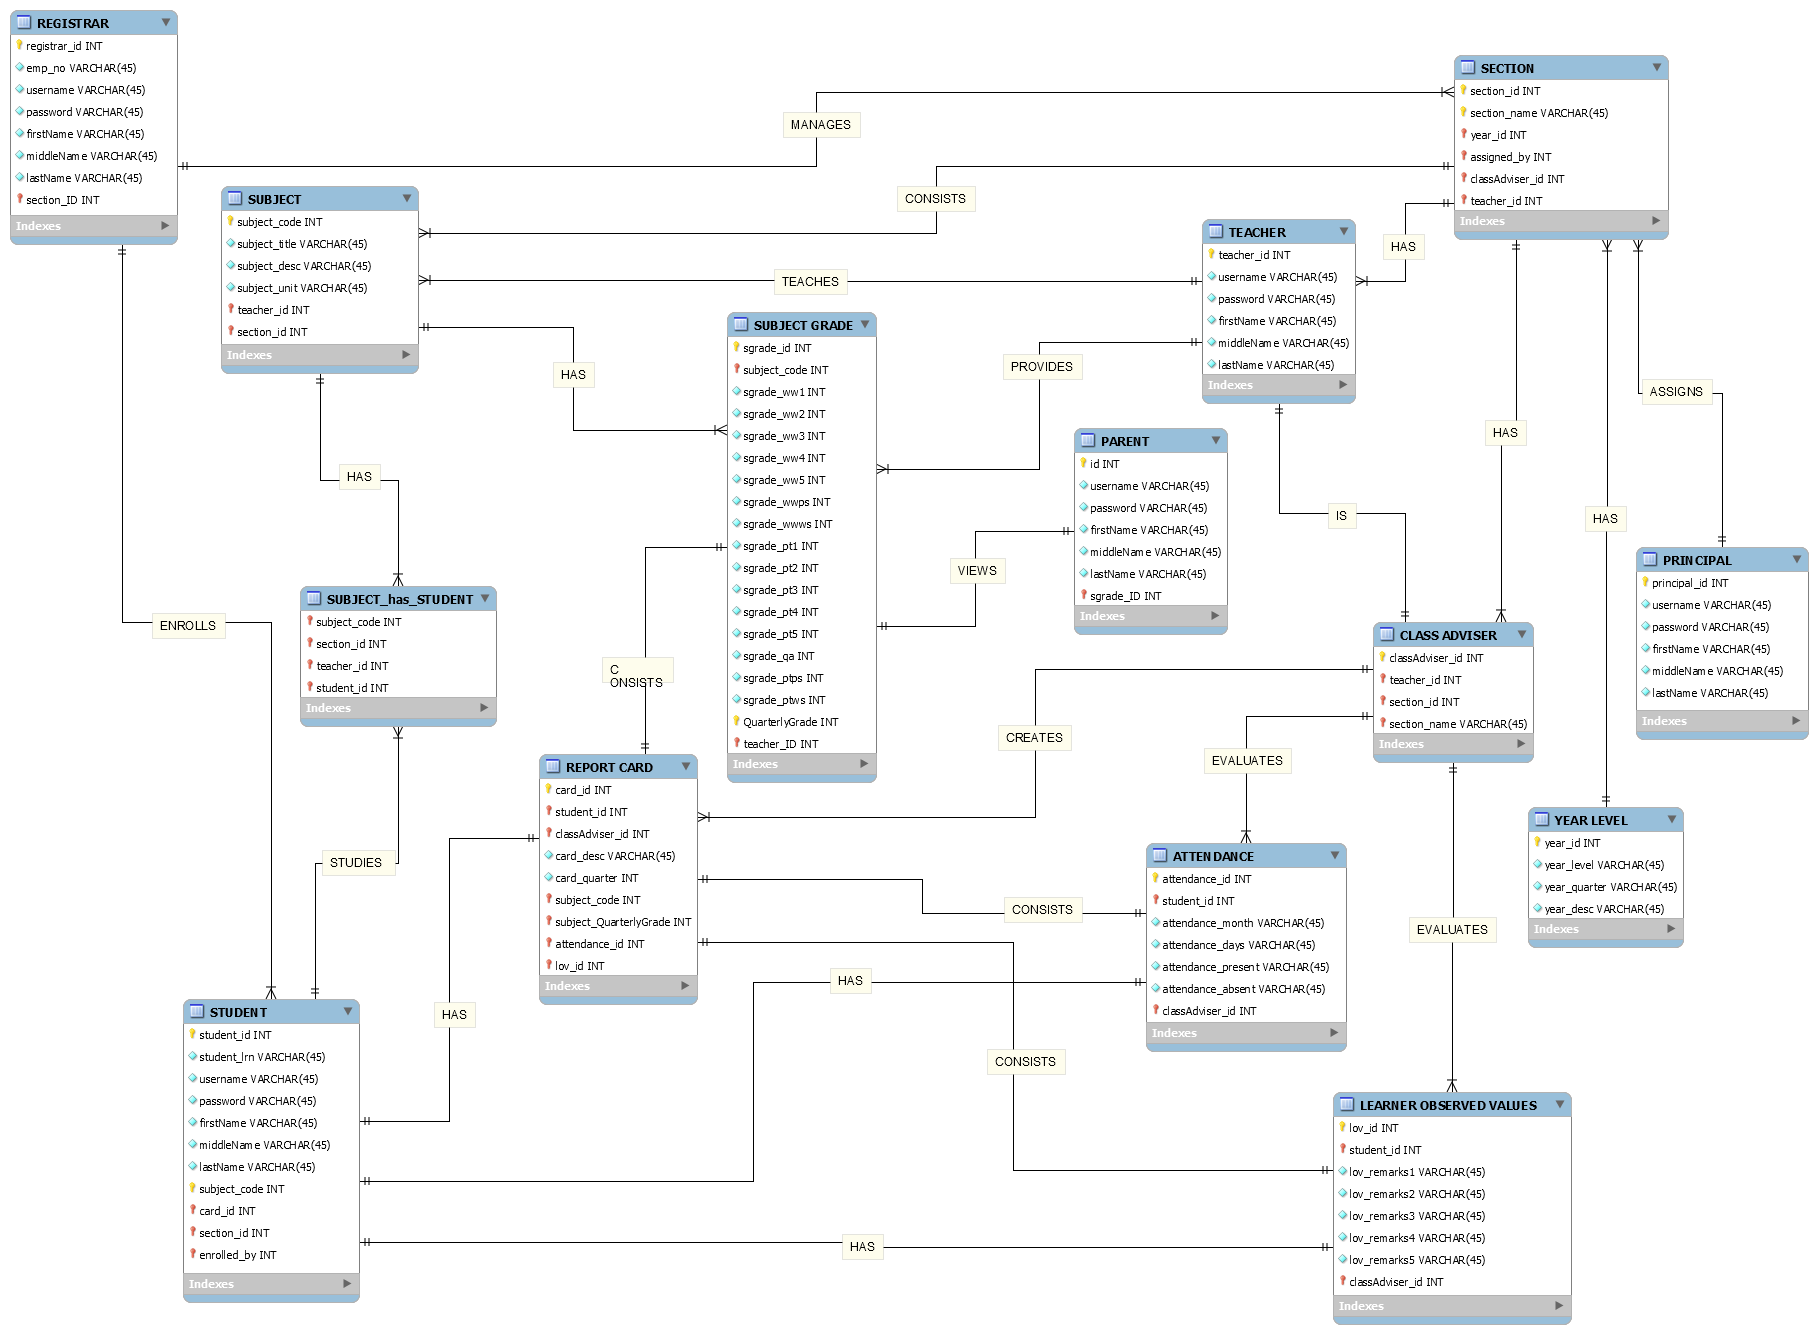 REGISTRAR
registrar_id INT
emp_no VARCHAR(45)
username VARCHAR(45)
password VARCHAR(45)
firstName VARCHAR(45)
middleName VARCHAR(45)
lastName VARCHAR(45)
section_ID INT
Indexes
SECTION
section_id INT
section_name VARCHAR(45)
year_id INT
assigned_by INT
classAdviser_id INT
teacher_id INT
Indexes
MANAGES
CONSISTS
SUBJECT
subject_code INT
subject_title VARCHAR(45)
subject_desc VARCHAR(45)
subject_unit VARCHAR(45)
teacher_id INT
section_id INT
Indexes
TEACHES
TEACHER
teacher_id INT
username VARCHAR(45)
password VARCHAR(45)
firstName VARCHAR(45)
middleName VARCHAR(45)
lastName VARCHAR(45)
Indexes
HAS
HAS
SUBJECT GRADE
sgrade_id INT
subject_code INT
sgrade_ww1 INT
sgrade_ww2 INT
sgrade_ww3 INT
sgrade_ww4 INT
sgrade_ww5 INT
sgrade_wwps INT
sgrade_wwws INT
sgrade_pt1 INT
sgrade_pt2 INT
sgrade_pt3 INT
sgrade_pt4 INT
sgrade_pt5 INT
sgrade_qa INT
sgrade_ptps INT
sgrade_ptws INT
QuarterlyGrade INT
teacher_ID INT
Indexes
PROVIDES
PARENT
id INT
username VARCHAR(45)
password VARCHAR(45)
firstName VARCHAR(45)
middleName VARCHAR(45)
lastName VARCHAR(45)
sgrade_ID INT
Indexes
VIEWS
HAS
ASSIGNS
HAS
IS
HAS
PRINCIPAL
principal_id INT
username VARCHAR(45)
password VARCHAR(45)
firstName VARCHAR(45)
middleName VARCHAR(45)
lastName VARCHAR(45)
Indexes
ENROLLS
SUBJECT_has_STUDENT
subject_code INT
section_id INT
teacher_id INT
student_id INT
Indexes
C
ONSISTS
CLASS ADVISER
classAdviser_id INT
teacher_id INT
section_id INT
section_name VARCHAR(45)
Indexes
CREATES
EVALUATES
REPORT CARD
card_id INT
student_id INT
classAdviser_id INT
card_desc VARCHAR(45)
card_quarter INT
subject_code INT
subject_QuarterlyGrade INT
attendance_id INT
lov_id INT
Indexes
STUDIES
ATTENDANCE
attendance_id INT
student_id INT
attendance_month VARCHAR(45)
attendance_days VARCHAR(45)
attendance_present VARCHAR(45)
attendance_absent VARCHAR(45)
classAdviser_id INT
Indexes
YEAR LEVEL
year_id INT
year_level VARCHAR(45)
year_quarter VARCHAR(45)
year_desc VARCHAR(45)
Indexes
CONSISTS
EVALUATES
HAS
HAS
CONSISTS
STUDENT
student_id INT
student_lrn VARCHAR(45)
username VARCHAR(45)
password VARCHAR(45)
firstName VARCHAR(45)
middleName VARCHAR(45)
lastName VARCHAR(45)
subject_code INT
card_id INT
section_id INT
enrolled_by INT
Indexes
HAS
LEARNER OBSERVED VALUES
lov_id INT
student_id INT
lov_remarks1 VARCHAR(45)
lov_remarks2 VARCHAR(45)
lov_remarks3 VARCHAR(45)
lov_remarks4 VARCHAR(45)
lov_remarks5 VARCHAR(45)
classAdviser_id INT
Indexes